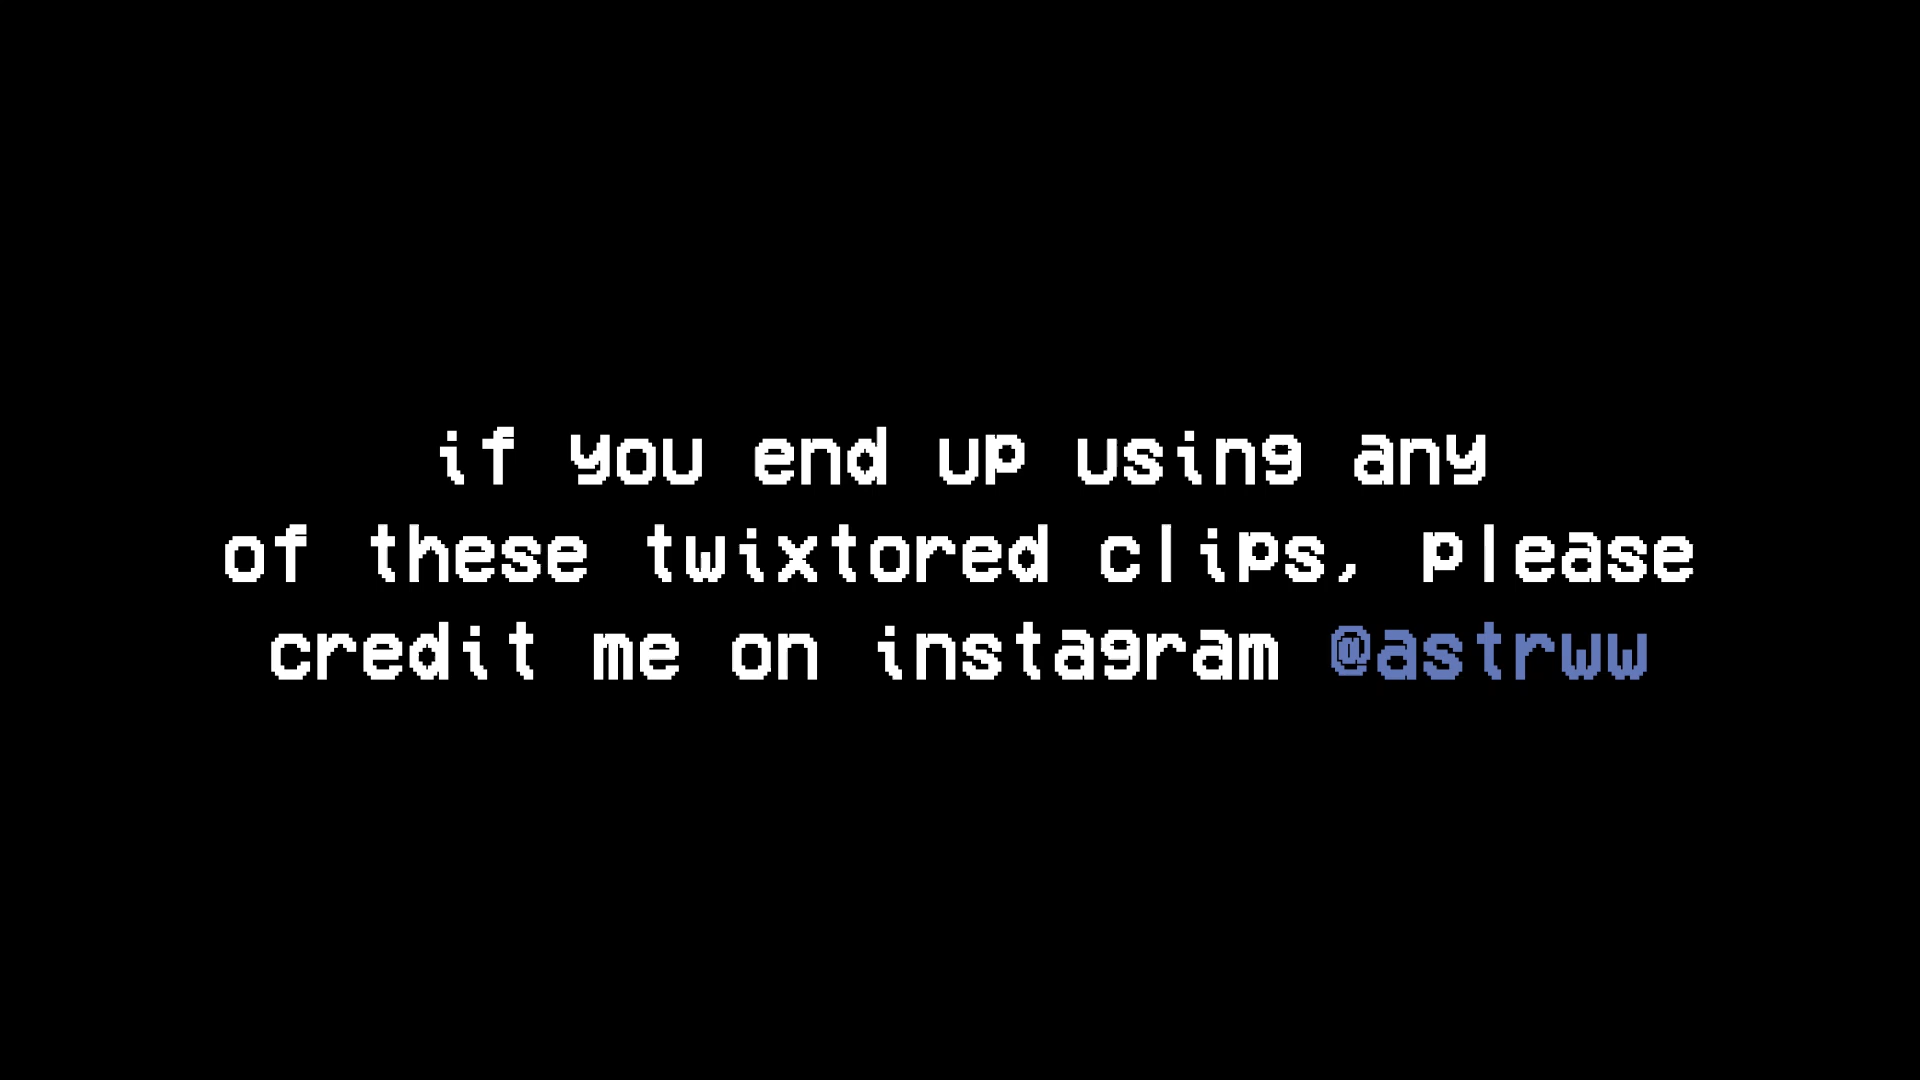 if you end up using any
of these twixtored clips, please
credit me on instagram @astrww